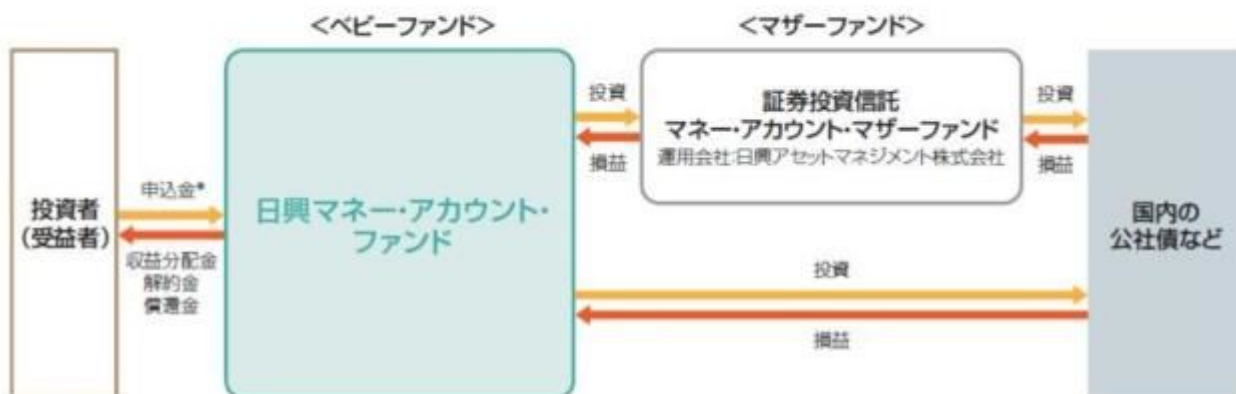 <ベビーファンド>
<マザーファンド>
投資者
(受益者)
申込金*
収益分配金
解約金
償還金
日興マネー・アカウント・
ファンド
投資
損益
証券投資信託
マネー・アカウント・マザーファンド
運用会社:日興アセットマネジメント株式会社
投資
損益
投資
損益
国内の
公社債など